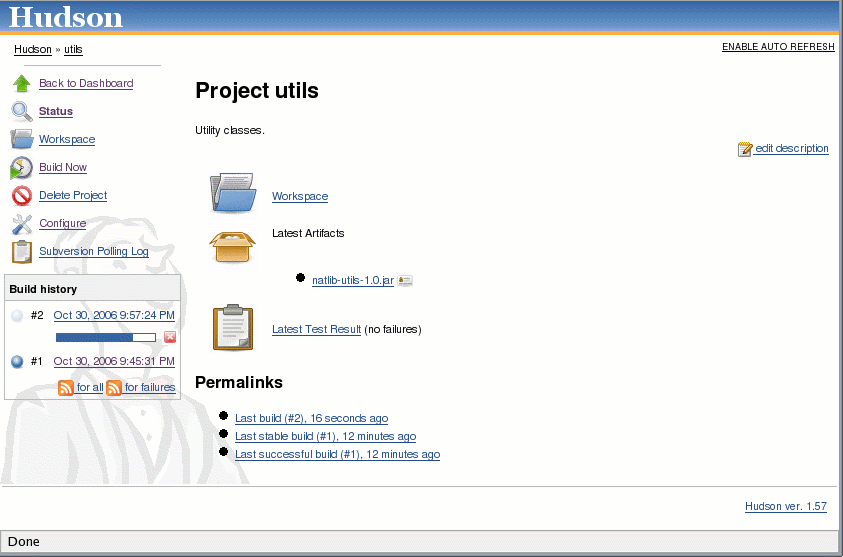 Hudson
Hudson » utils
ENABLE AUTO REFRESH
Back to Dashboard
Status
Workspace
Build Now
Delete Project
Configure
Subversion Polling Log
Build history
#2 Oct 30, 2006 9:57:24 PM
#1 Oct 30, 2006 9:45:31 PM
for all for failures
Project utils
Utility classes.
edit description
Workspace
Latest Artifacts
natlib-utils-1.0.jar
Latest Test Result (no failures)
Permalinks
Last build (#2), 16 seconds ago
Last stable build (#1), 12 minutes ago
Last successful build (#1), 12 minutes ago
Hudson ver. 1.57
Done